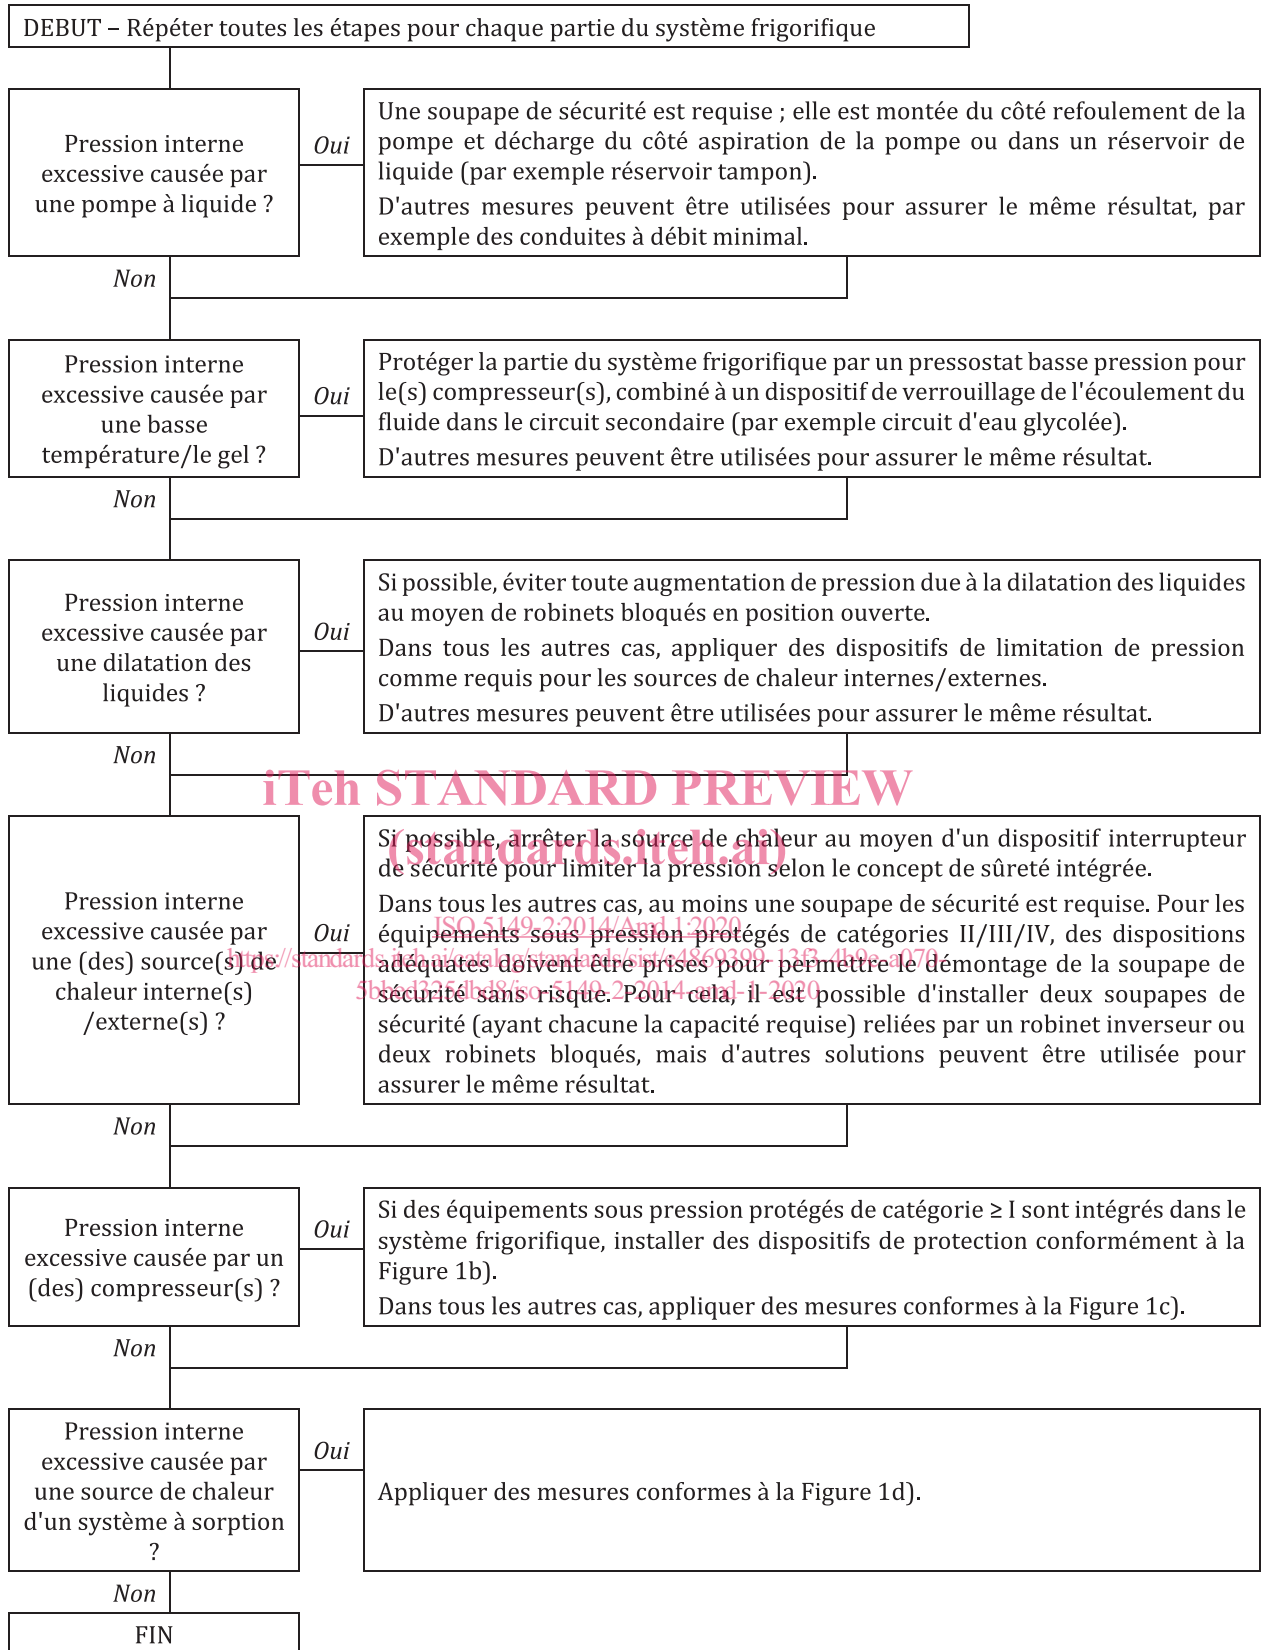 DEBUT – Répéter toutes les étapes pour chaque partie du système frigorifique
Pression interne
excessive causée par
une pompe à liquide ?
Oui
Une soupape de sécurité est requise ; elle est montée du côté refoulement de la
pompe et décharge du côté aspiration de la pompe ou dans un réservoir de
liquide (par exemple réservoir tampon).
D'autres mesures peuvent être utilisées pour assurer le même résultat, par
exemple des conduites à débit minimal.
Non
Pression interne
excessive causée par
une basse
température/le gel ?
Oui
Protéger la partie du système frigorifique par un pressostat basse pression pour
le(s) compresseur(s), combiné à un dispositif de verrouillage de l'écoulement du
fluide dans le circuit secondaire (par exemple circuit d'eau glycolée).
D'autres mesures peuvent être utilisées pour assurer le même résultat.
Non
Pression interne
excessive causée par
une dilatation des
liquides ?
Oui
Si possible, éviter toute augmentation de pression due à la dilatation des liquides
au moyen de robinets bloqués en position ouverte.
Dans tous les autres cas, appliquer des dispositifs de limitation de pression
comme requis pour les sources de chaleur internes/externes.
D'autres mesures peuvent être utilisées pour assurer le même résultat.
Non
iTeh STANDARD PREVIEW
(standards.iteh.ai)
ISO 5149-2:2014/Amd 1:2020
Pression interne
excessive causée par
une (des) source(s) de
chaleur interne(s)
/externe(s) ?
Oui
Si possible, arrêter la source de chaleur au moyen d'un dispositif interrupteur
de sécurité pour limiter la pression selon le concept de sûreté intégrée.
Dans tous les autres cas, au moins une soupape de sécurité est requise. Pour les
équipements sous pression protégés de catégories II/III/IV, des dispositions
adéquates doivent être prises pour permettre le démontage de la soupape de
sécurité sans risque. Pour cela, il est possible d'installer deux soupapes de
sécurité (ayant chacune la capacité requise) reliées par un robinet inverseur ou
deux robinets bloqués, mais d'autres solutions peuvent être utilisée pour
assurer le même résultat.
Non
Pression interne
excessive causée par un
(des) compresseur(s) ?
Oui
Si des équipements sous pression protégés de catégorie ≥ I sont intégrés dans le
système frigorifique, installer des dispositifs de protection conformément à la
Figure 1b).
Dans tous les autres cas, appliquer des mesures conformes à la Figure 1c).
Non
Pression interne
excessive causée par
une source de chaleur
d'un système à sorption
?
Oui
Appliquer des mesures conformes à la Figure 1d).
Non
FIN